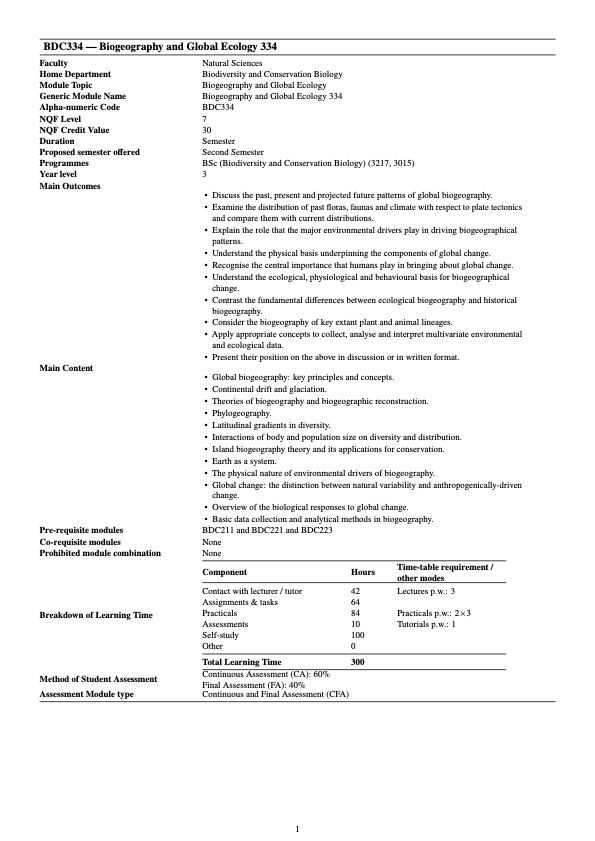 BDC334 — Biogeography and Global Ecology 334
Faculty Natural Sciences
Home Department Biodiversity and Conservation Biology
Module Topic Biogeography and Global Ecology
Generic Module Name Biogeography and Global Ecology 334
Alpha-numeric Code BDC334
NQF Level 7
NQF Credit Value 30
Duration Semester
Proposed semester offered Second Semester
Programmes BSc (Biodiversity and Conservation Biology) (3217, 3015)
Year level 3
Main Outcomes
• Discuss the past, present and projected future patterns of global biogeography.
• Examine the distribution of past floras, faunas and climate with respect to plate tectonics
and compare them with current distributions.
• Explain the role that the major environmental drivers play in driving biogeographical
patterns.
• Understand the physical basis underpinning the components of global change.
• Recognise the central importance that humans play in bringing about global change.
• Understand the ecological, physiological and behavioural basis for biogeographical
change.
• Contrast the fundamental differences between ecological biogeography and historical
biogeography.
• Consider the biogeography of key extant plant and animal lineages.
• Apply appropriate concepts to collect, analyse and interpret multivariate environmental
and ecological data.
• Present their position on the above in discussion or in written format.
Main Content
• Global biogeography: key principles and concepts.
• Continental drift and glaciation.
• Theories of biogeography and biogeographic reconstruction.
• Phylogeography.
• Latitudinal gradients in diversity.
• Interactions of body and population size on diversity and distribution.
• Island biogeography theory and its applications for conservation.
• Earth as a system.
• The physical nature of environmental drivers of biogeography.
• Global change: the distinction between natural variability and anthropogenically-driven
change.
• Overview of the biological responses to global change.
• Basic data collection and analytical methods in biogeography.
Pre-requisite modules BDC211 and BDC221 and BDC223
Co-requisite modules None
Prohibited module combination None
Breakdown of Learning Time
Component Hours Time-table requirement /
other modes
Contact with lecturer / tutor 42 Lectures p.w.: 3
Assignments & tasks 64
Practicals 84 Practicals p.w.: 2×3
Assessments 10 Tutorials p.w.: 1
Self-study 100
Other 0
Total Learning Time 300
Method of Student Assessment Continuous Assessment (CA): 60%
Final Assessment (FA): 40%
Assessment Module type Continuous and Final Assessment (CFA)
1